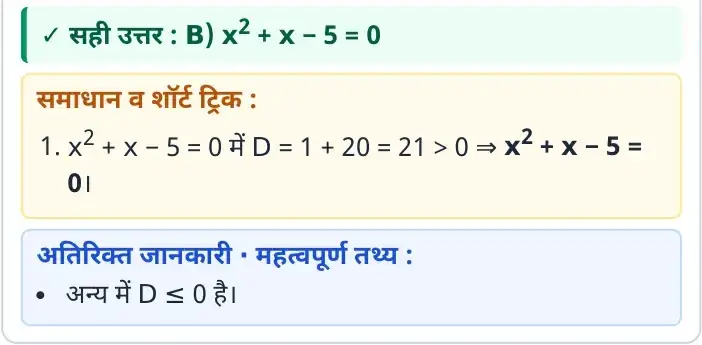 ✓ सही उत्तर : B) x² + x − 5 = 0
समाधान व शॉर्ट ट्रिक :
1. x² + x − 5 = 0 में D = 1 + 20 = 21 > 0 ⇒ x² + x − 5 =
0।
अतिरिक्त जानकारी · महत्वपूर्ण तथ्य :
• अन्य में D ≤ 0 है।